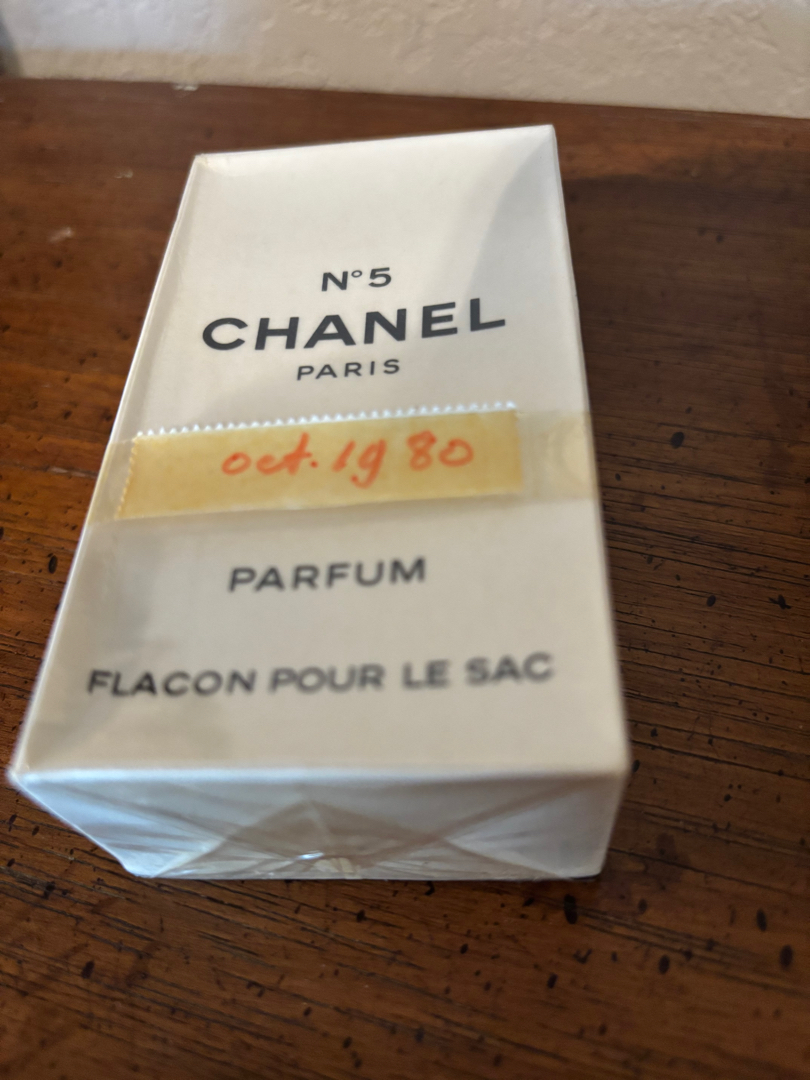 N°5
CHANEL
PARIS
oct. 1980
PARFUM
FLACON POUR LE SAC